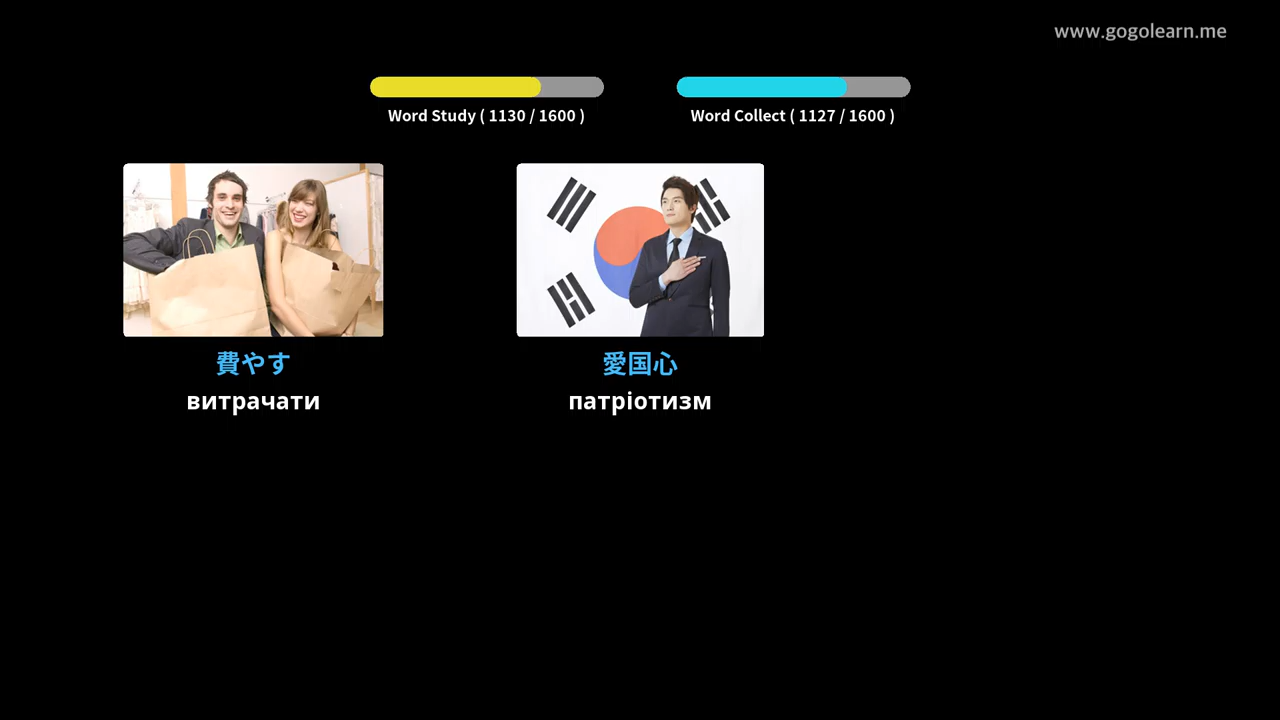 www.gogolearn.me
Word Study ( 1130 / 1600 )
Word Collect ( 1127 / 1600 )
費やす
витрачати
愛国心
патріотизм